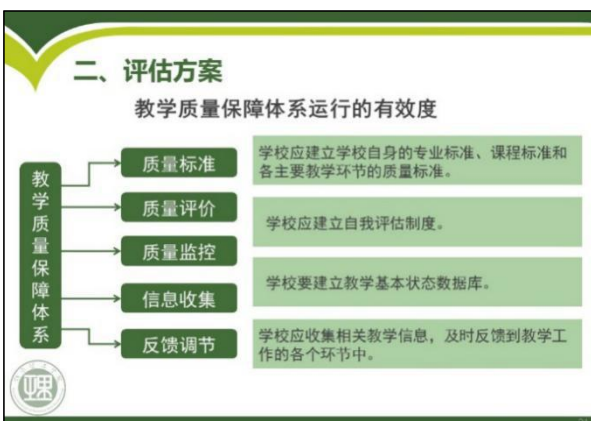 二、评估方案
教学质量保障体系运行的有效度
教学质量保障体系
质量标准
质量评价
质量监控
信息收集
反馈调节
学校应建立学校自身的专业标准、课程标准和
各主要教学环节的质量标准。
学校应建立自我评估制度。
学校要建立教学基本状态数据库。
学校应收集相关教学信息，及时反馈到教学工
作的各个环节中。